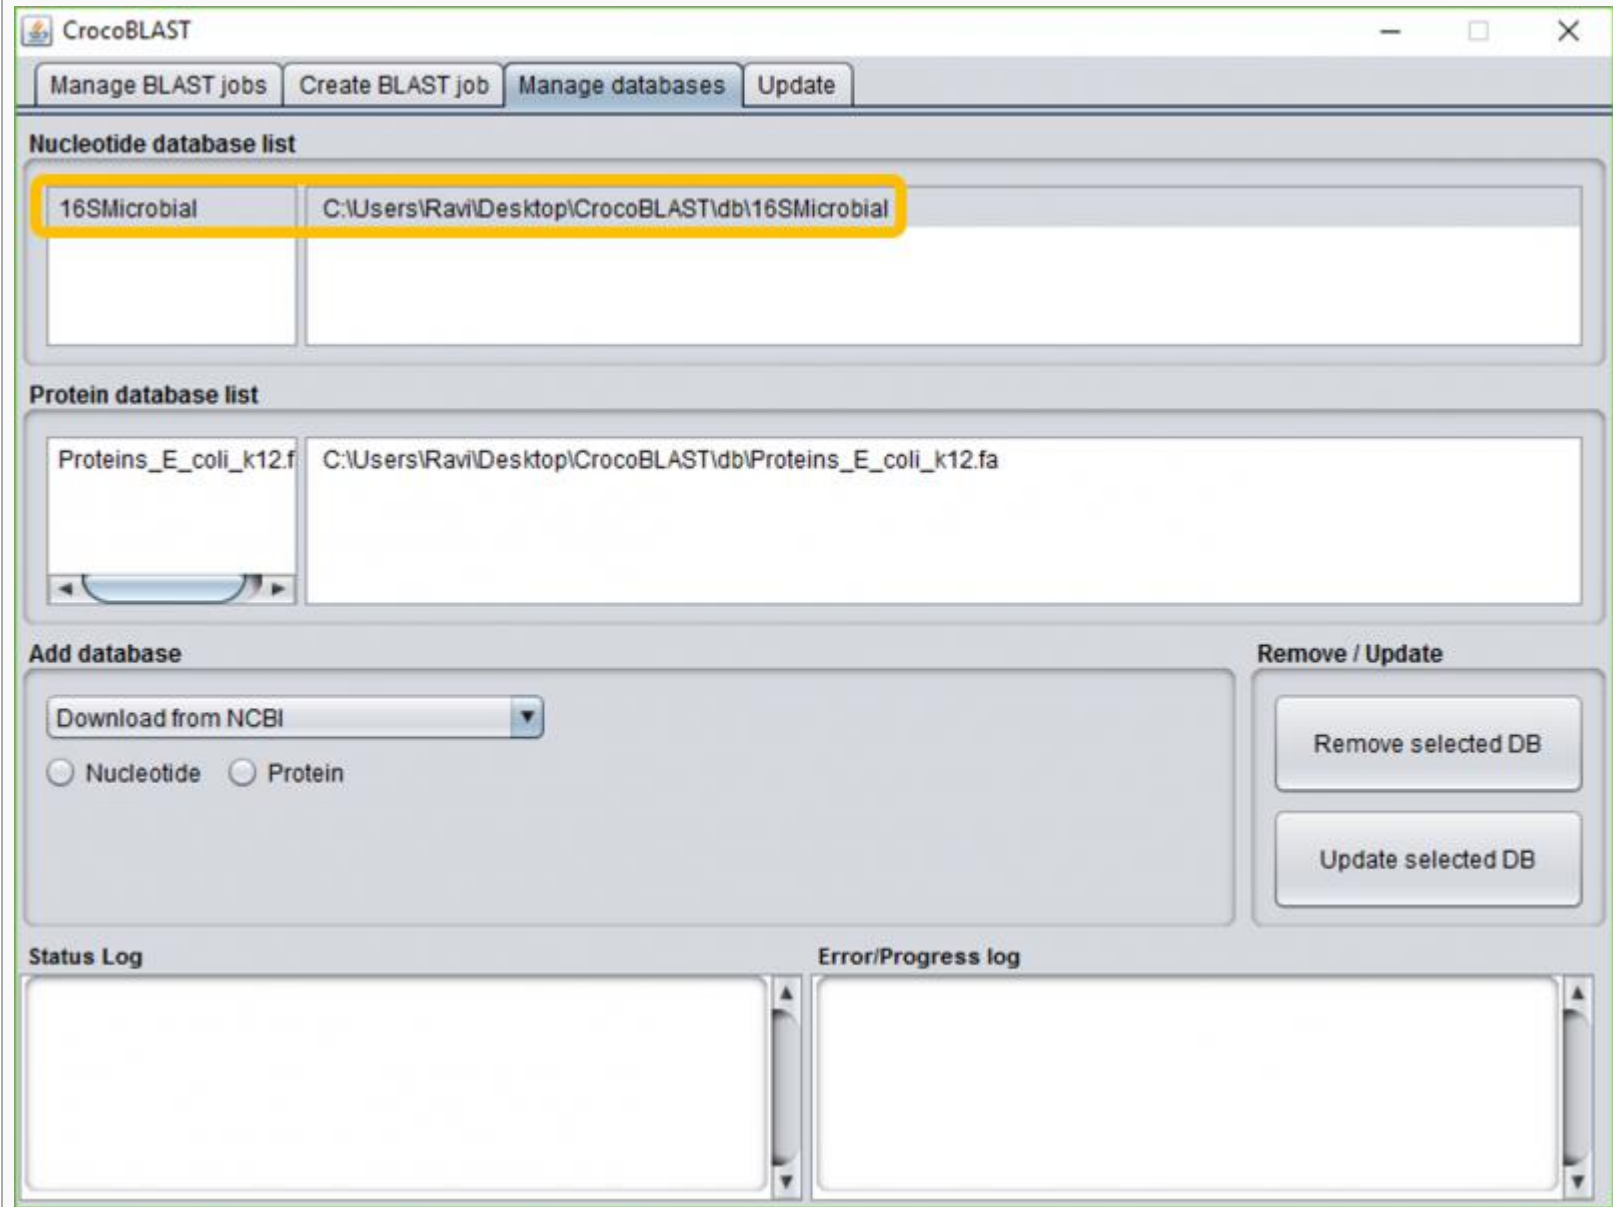 CrocoBLAST
Manage BLAST jobs Create BLAST job Manage databases Update
Nucleotide database list
16SMicrobial C:\Users\Ravi\Desktop\CrocoBLAST\db\16SMicrobial
Protein database list
Proteins_E_coli_k12.f C:\Users\Ravi\Desktop\CrocoBLAST\db\Proteins_E_coli_k12.fa
Add database Remove / Update
Download from NCBI
Remove selected DB
Nucleotide Protein
Update selected DB
Status Log Error/Progress log